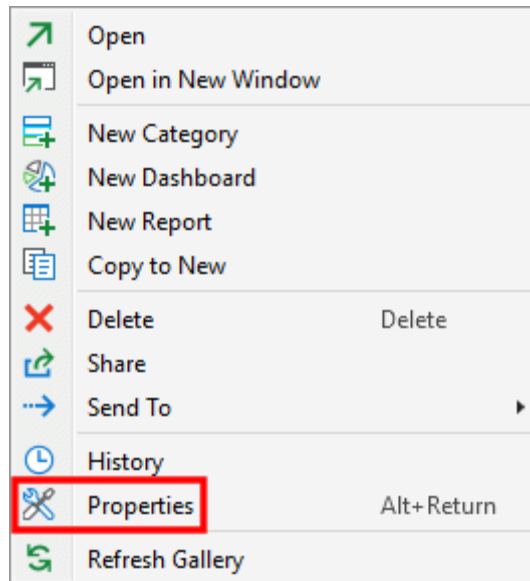 Open
Open in New Window
New Category
New Dashboard
New Report
Copy to New
Delete Delete
Share
Send To
History
Properties Alt+Return
Refresh Gallery